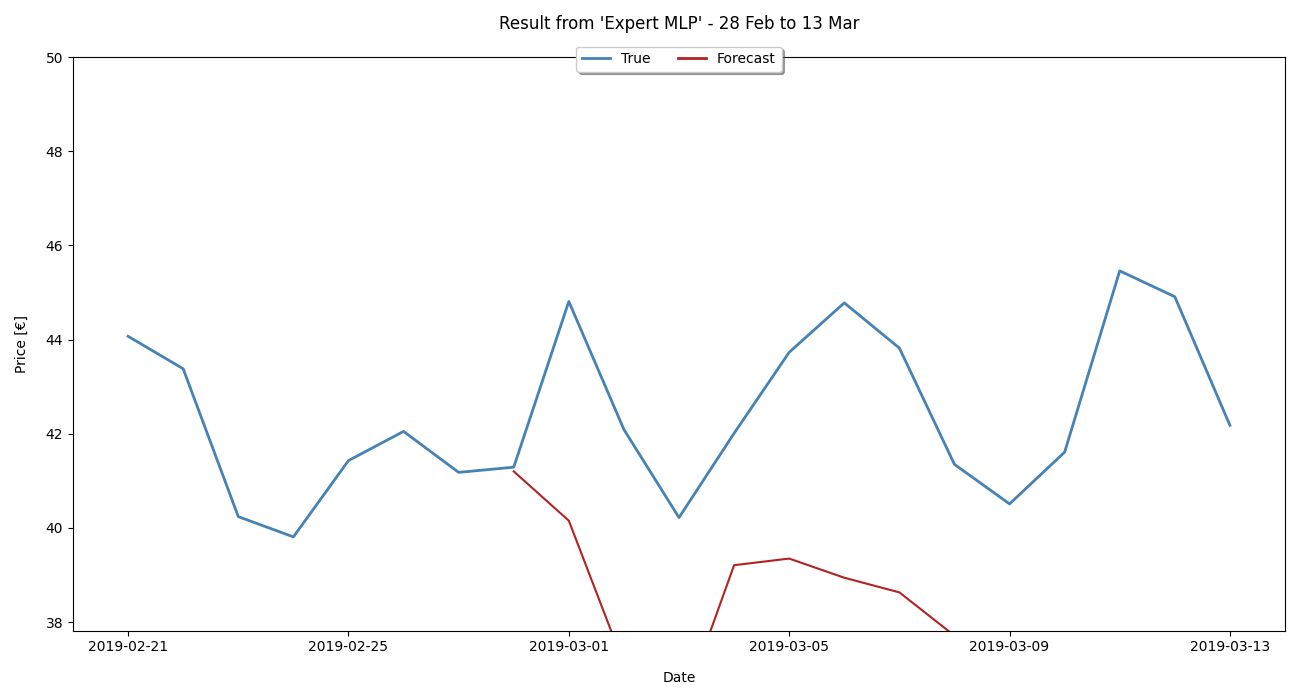 Result from 'Expert MLP' - 28 Feb to 13 Mar
True Forecast
50
48
46
44
42
40
38
Price [€]
2019-02-21 2019-02-25 2019-03-01 2019-03-05 2019-03-09 2019-03-13
Date